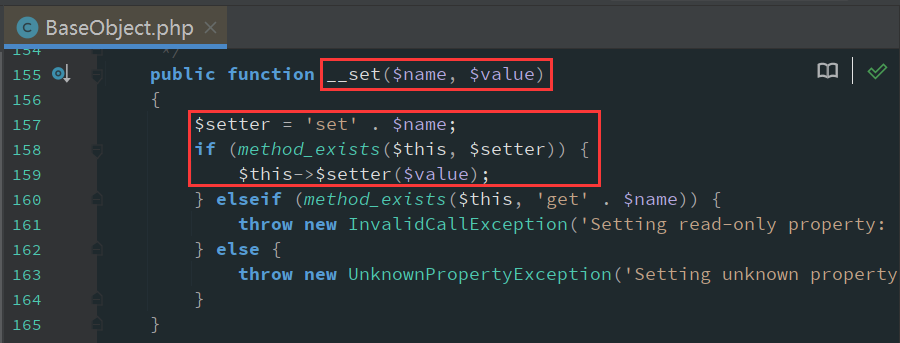 BaseObject.php
154 */
155 public function __set($name, $value)
156 {
157 $setter = 'set' . $name;
158 if (method_exists($this, $setter)) {
159 $this->$setter($value);
160 } elseif (method_exists($this, 'get' . $name)) {
161 throw new InvalidCallException('Setting read-only property:
162 } else {
163 throw new UnknownPropertyException('Setting unknown property
164 }
165 }